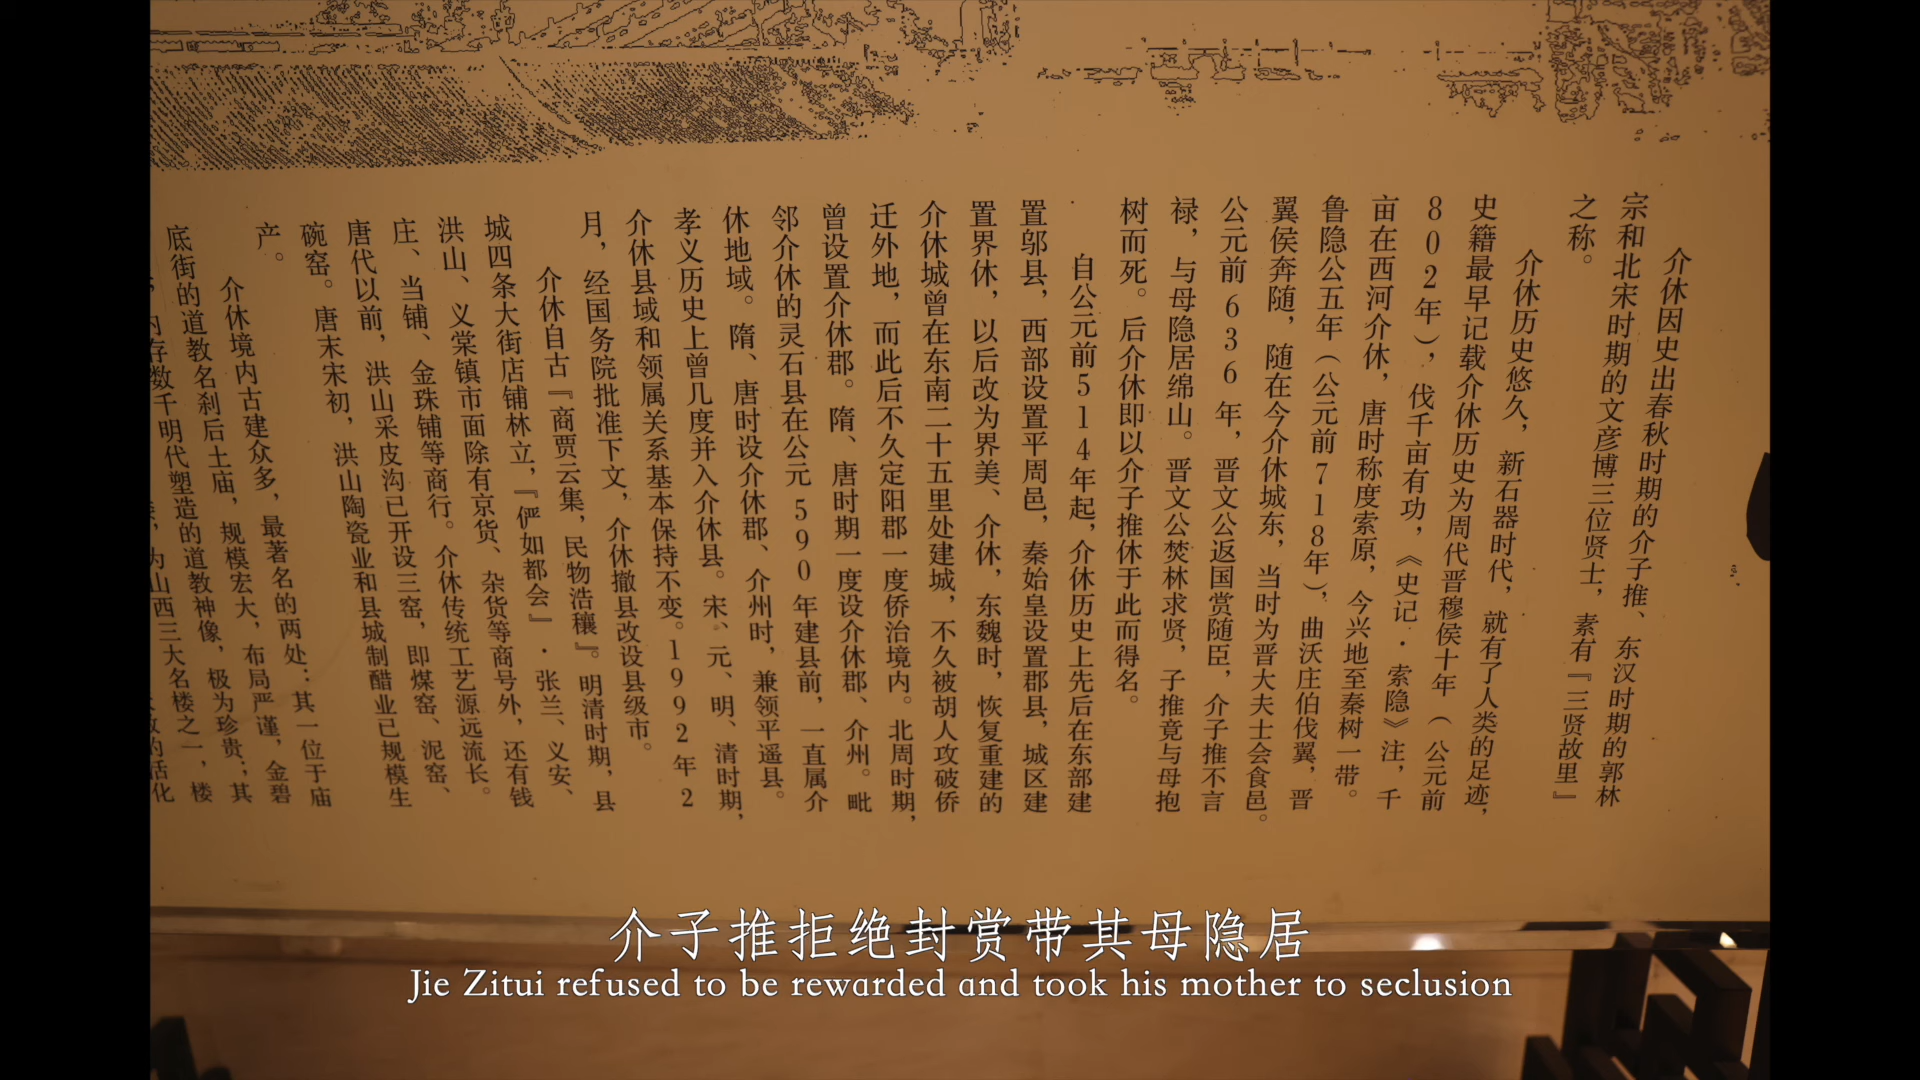 介休因史出春秋时期的介子推、东汉时期的郭林
宗和北宋时期的文彦博三位贤士，素有『三贤故里』
之称。
介休历史悠久，新石器时代，就有了人类的足迹，
史籍最早记载介休历史为周代晋穆侯十年（公元前
802年），伐千亩有功，《史记·索隐》注，千
亩在西河介休，唐时称度索原，今兴地至秦树一带。
鲁隐公五年（公元前718年），曲沃庄伯伐翼，晋
翼侯奔随，随在今介休城东，当时为晋大夫士会食邑。
公元前636年，晋文公返国赏随臣，介子推不言
禄，与母隐居绵山。晋文公焚林求贤，子推竟与母抱
树而死。后介休即以介子推休于此而得名。
自公元前514年起，介休历史上先后在东部建
置邬县，西部设置平周邑，秦始皇设置郡县，城区建
置界休，以后改为界美、介休，东魏时，恢复重建的
介休城曾在东南二十五里处建城，不久被胡人攻破侨
迁外地，而此后不久定阳郡一度侨治境内。北周时期，
曾设置介休郡。隋、唐时期一度设介休郡、介州。毗
邻介休的灵石县在公元590年建县前，一直属介
休地域。隋、唐时设介休郡、介州时，兼领平遥县。
孝义历史上曾几度并入介休县。宋、元、明、清时期，
介休县域和领属关系基本保持不变。1992年2
月，经国务院批准下文，介休撤县改设县级市。
介休自古『商贾云集，民物浩穰』。明清时期，县
城四条大街店铺林立，『俨如都会』·张兰、义安、
洪山、义棠镇市面除有京货、杂货等商号外，还有钱
庄、当铺、金珠铺等商行。介休传统工艺源远流长。
唐代以前，洪山采皮沟已开设三窑，即煤窑、泥窑、
碗窑。唐末宋初，洪山陶瓷业和县城制醋业已规模生
产。
介休境内古建众多，最著名的两处：其一位于庙
底街的道教名刹后土庙，规模宏大，布局严谨，金碧
内存数千明代塑造的道教神像，极为珍贵；其
为山西三大名楼之一，楼
的活化
介子推拒绝封赏带其母隐居
Jie Zitui refused to be rewarded and took his mother to seclusion